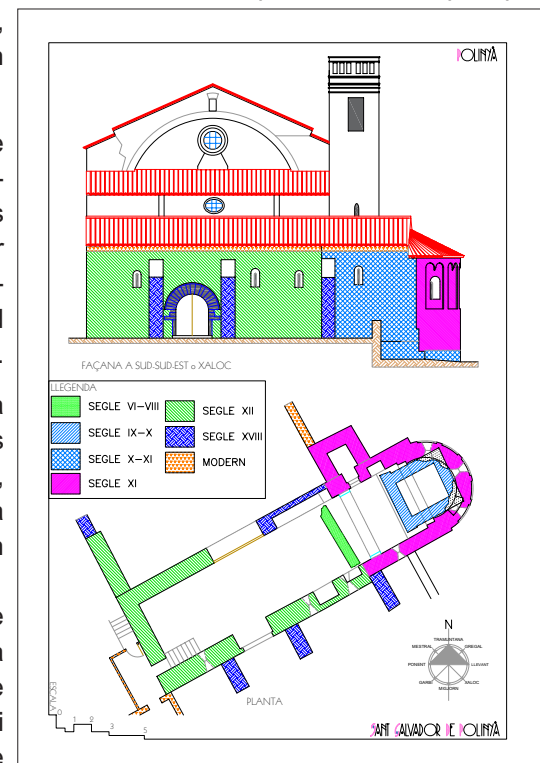 POLINYÀ
FAÇANA A SUD-SUD-EST o XALOC
LLEGENDA
SEGLE VI-VIII
SEGLE IX-X
SEGLE X-XI
SEGLE XI
SEGLE XII
SEGLE XVIII
MODERN
N
TRAMUNTANA
MESTRAL
GREGAL
PONENT
LLEVANT
GARBÍ
XALOC
MIGJORN
PLANTA
ESCALA
0 1 2 3 5
SANT SALVADOR DE POLINYÀ